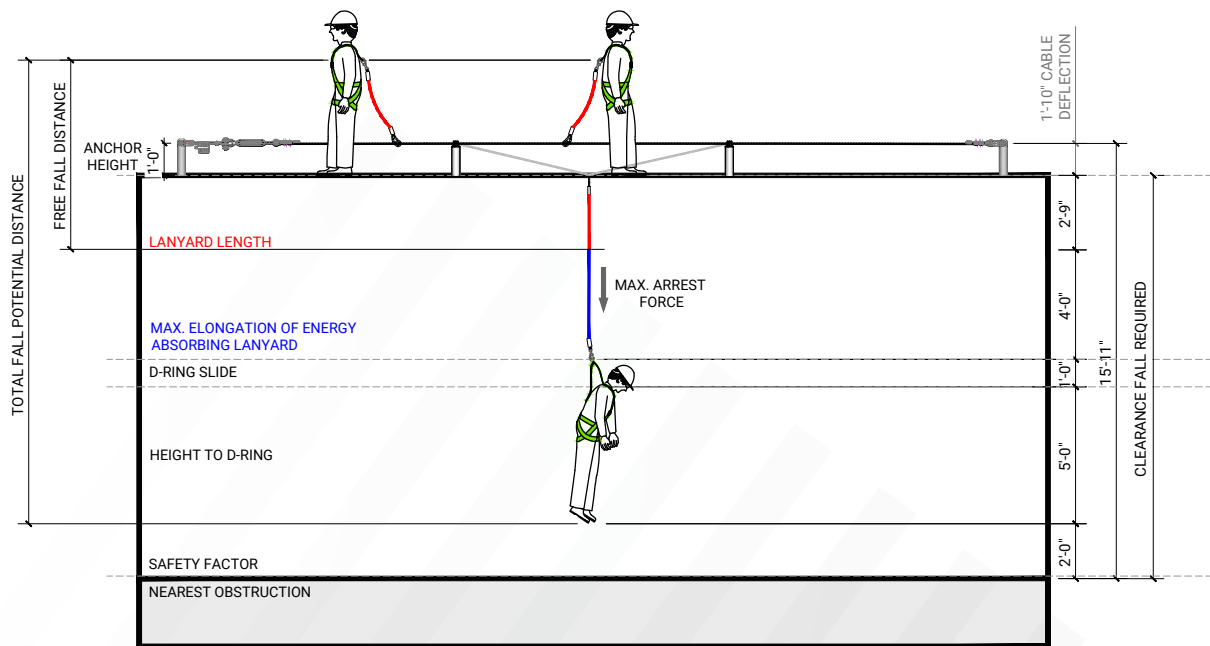 1'-10" CABLE
DEFLECTION
ANCHOR
HEIGHT
1'-0"
FREE FALL DISTANCE
TOTAL FALL POTENTIAL DISTANCE
LANYARD LENGTH
2'-9"
MAX. ARREST
FORCE
4'-0"
MAX. ELONGATION OF ENERGY
ABSORBING LANYARD
D-RING SLIDE
1'-0"
15'-11"
CLEARANCE FALL REQUIRED
HEIGHT TO D-RING
5'-0"
SAFETY FACTOR
2'-0"
NEAREST OBSTRUCTION